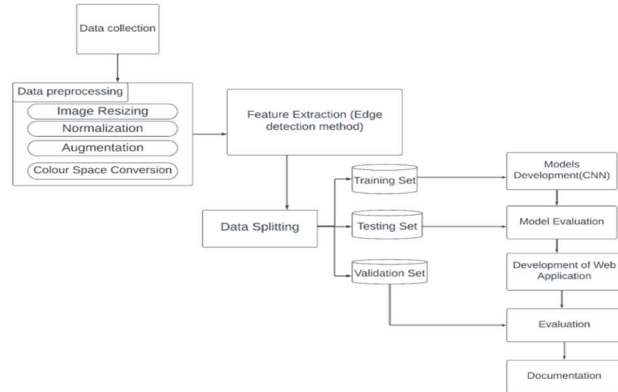 Data collection
Data preprocessing
Image Resizing
Normalization
Augmentation
Colour Space Conversion
Feature Extraction (Edge
detection method)
Data Splitting
Training Set
Testing Set
Validation Set
Models
Development(CNN)
Model Evaluation
Development of Web
Application
Evaluation
Documentation